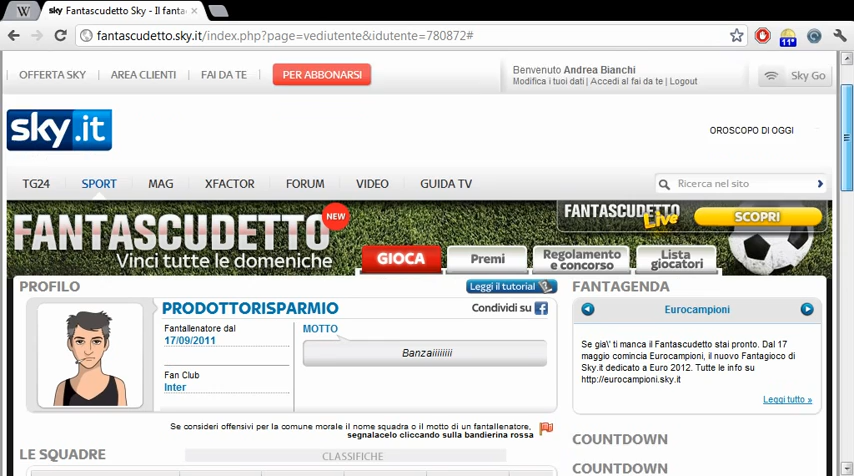 sky Fantascudetto Sky - Il fanta
fantascudetto.sky.it/index.php?page=vediutente&idutente=780872#
11°
OFFERTA SKY | AREA CLIENTI | FAI DA TE | PER ABBONARSI
Benvenuto Andrea Bianchi
Modifica i tuoi dati | Accedi al fai da te | Logout
Sky Go
sky.it
OROSCOPO DI OGGI
TG24 SPORT MAG XFACTOR FORUM VIDEO GUIDA TV
Ricerca nel sito
FANTASCUDETTO NEW
Vinci tutte le domeniche
FANTASCUDETTO Live SCOPRI
GIOCA
Premi
Regolamento
e concorso
Lista
giocatori
PROFILO
Leggi il tutorial
PRODOTTORISPARMIO
Condividi su
Fantallenatore dal
17/09/2011
Fan Club
Inter
MOTTO
Banzaiiiiiiii
Se consideri offensivi per la comune morale il nome squadra o il motto di un fantallenatore,
segnalacelo cliccando sulla bandierina rossa
LE SQUADRE
CLASSIFICHE
FANTAGENDA
Eurocampioni
Se gia\' ti manca il Fantascudetto stai pronto. Dal 17
maggio comincia Eurocampioni, il nuovo Fantagioco di
Sky.it dedicato a Euro 2012. Tutte le info su
http://eurocampioni.sky.it
Leggi tutto »
COUNTDOWN
COUNTDOWN